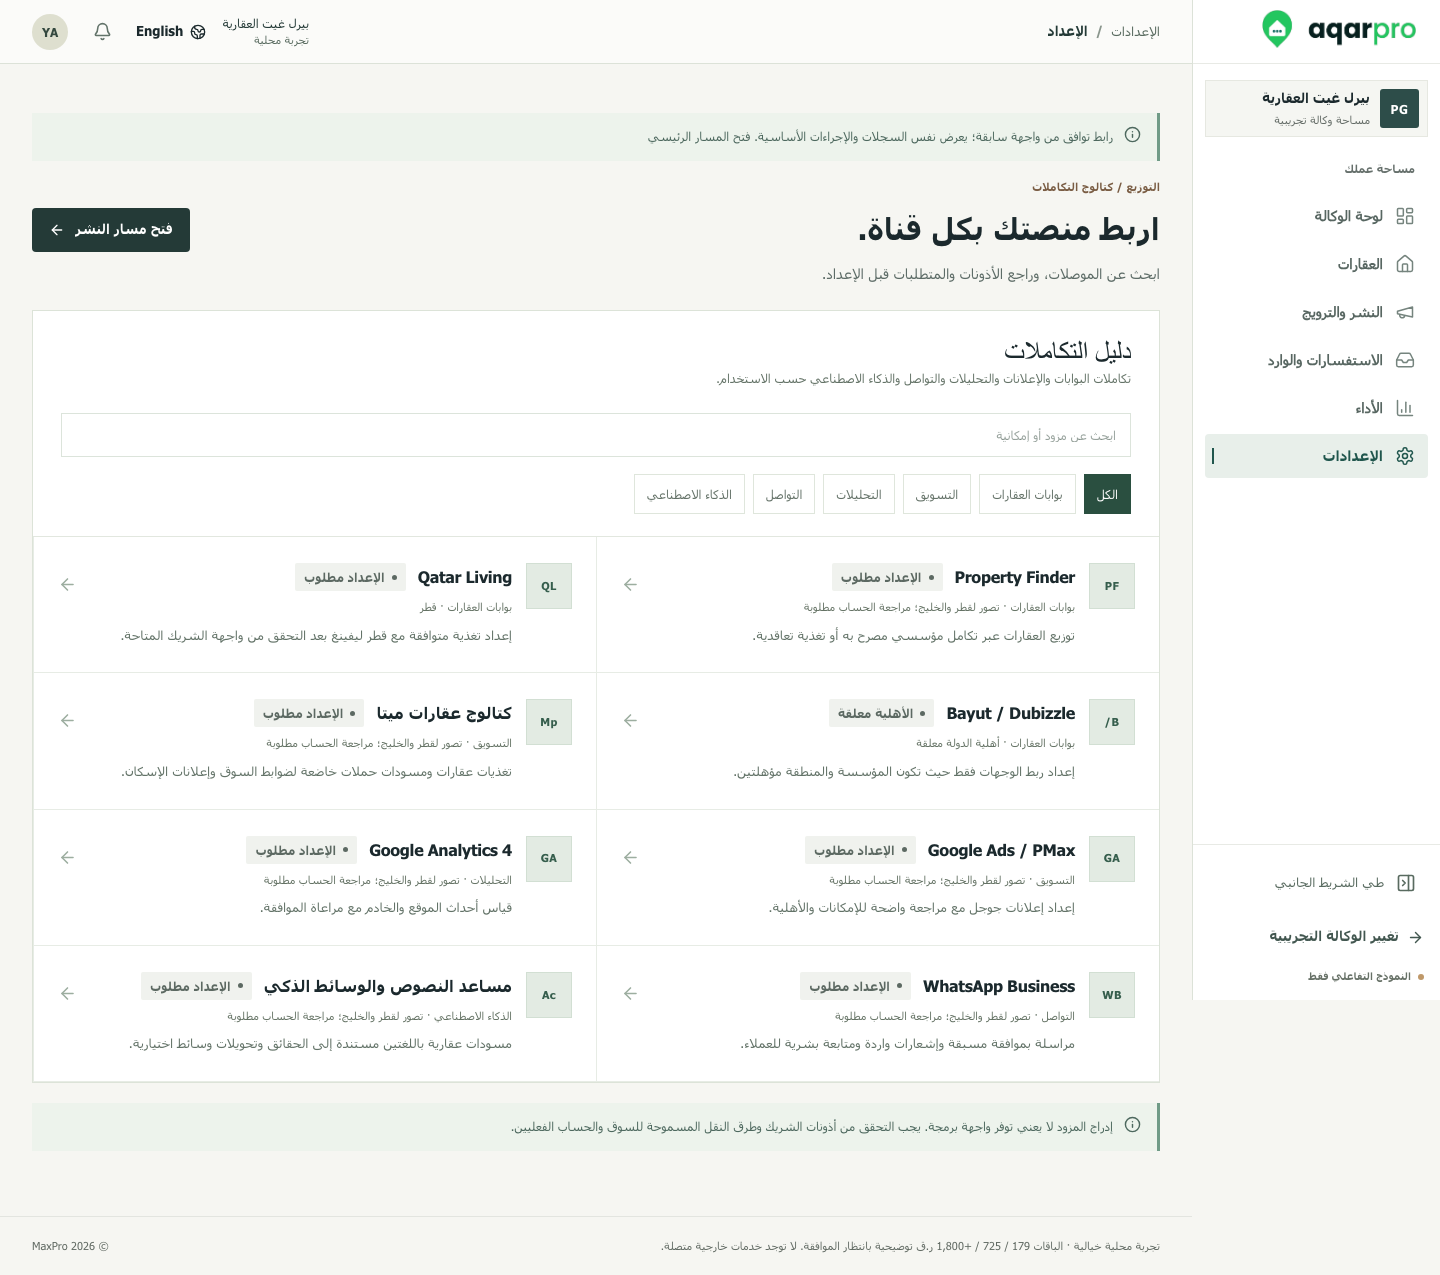 aqarpro
الإعدادات / الإعداد
بيرل غيت العقارية
تجربة محلية
English
YA
PG
بيرل غيت العقارية
مساحة وكالة تجريبية
مساحة عملك
لوحة الوكالة
العقارات
النشر والترويج
الاستفسارات والوارد
الأداء
الإعدادات
طي الشريط الجانبي
تغيير الوكالة التجريبية
النموذج التفاعلي فقط
رابط توافق من واجهة سابقة؛ يعرض نفس السجلات والإجراءات الأساسية. فتح المسار الرئيسي
التوزيع / كتالوج التكاملات
اربط منصتك بكل قناة.
فتح مسار النشر
ابحث عن الموصلات، وراجع الأذونات والمتطلبات قبل الإعداد.
دليل التكاملات
تكاملات البوابات والإعلانات والتحليلات والتواصل والذكاء الاصطناعي حسب الاستخدام.
ابحث عن مزود أو إمكانية
الكل
بوابات العقارات
التسويق
التحليلات
التواصل
الذكاء الاصطناعي
PF
Property Finder
الإعداد مطلوب
بوابات العقارات · تصور لقطر والخليج؛ مراجعة الحساب مطلوبة
توزيع العقارات عبر تكامل مؤسسي مصرح به أو تغذية تعاقدية.
QL
Qatar Living
الإعداد مطلوب
بوابات العقارات · قطر
إعداد تغذية متوافقة مع قطر ليفينغ بعد التحقق من واجهة الشريك المتاحة.
B/
Bayut / Dubizzle
الأهلية معلقة
بوابات العقارات · أهلية الدولة معلقة
إعداد ربط الوجهات فقط حيث تكون المؤسسة والمنطقة مؤهلتين.
Mp
كتالوج عقارات ميتا
الإعداد مطلوب
التسويق · تصور لقطر والخليج؛ مراجعة الحساب مطلوبة
تغذيات عقارات ومسودات حملات خاضعة لضوابط السوق وإعلانات الإسكان.
GA
Google Ads / PMax
الإعداد مطلوب
التسويق · تصور لقطر والخليج؛ مراجعة الحساب مطلوبة
إعداد إعلانات جوجل مع مراجعة واضحة للإمكانات والأهلية.
GA
Google Analytics 4
الإعداد مطلوب
التحليلات · تصور لقطر والخليج؛ مراجعة الحساب مطلوبة
قياس أحداث الموقع والخادم مع مراعاة الموافقة.
WB
WhatsApp Business
الإعداد مطلوب
التواصل · تصور لقطر والخليج؛ مراجعة الحساب مطلوبة
مراسلة بموافقة مسبقة وإشعارات واردة ومتابعة بشرية للعملاء.
Ac
مساعد النصوص والوسائط الذكي
الإعداد مطلوب
الذكاء الاصطناعي · تصور لقطر والخليج؛ مراجعة الحساب مطلوبة
مسودات عقارية باللغتين مستندة إلى الحقائق وتحويلات وسائط اختيارية.
إدراج المزود لا يعني توفر واجهة برمجة. يجب التحقق من أذونات الشريك وطرق النقل المسموحة للسوق والحساب الفعليين.
تجربة محلية خيالية · الباقات 179 / 725 / 1,800+ ر.ق توضيحية بانتظار الموافقة. لا توجد خدمات خارجية متصلة.
© 2026 MaxPro